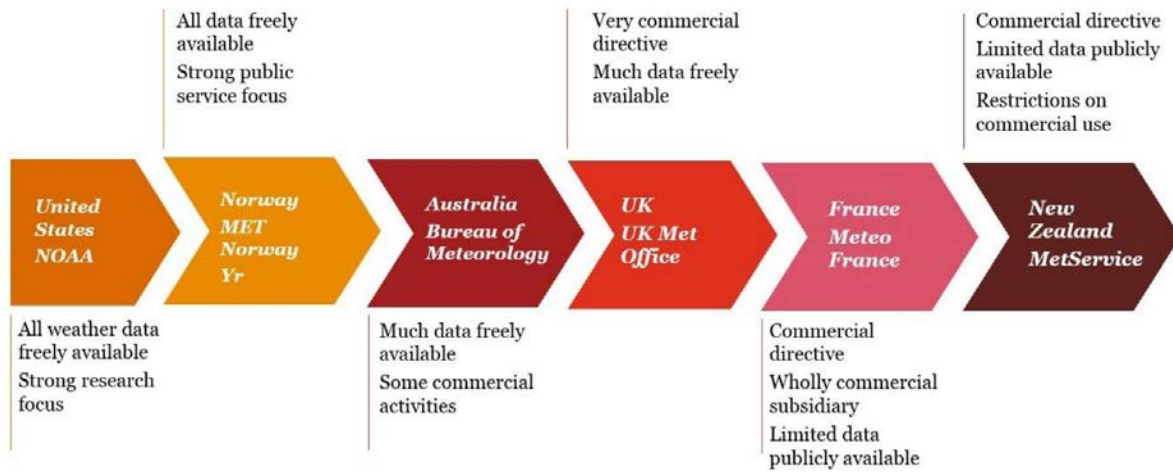 All data freely
available
Strong public
service focus
Very commercial
directive
Much data freely
available
Commercial directive
Limited data publicly
available
Restrictions on
commercial use
United
States
NOAA
Norway
MET
Norway
Yr
Australia
Bureau of
Meteorology
UK
UK Met
Office
France
Meteo
France
New
Zealand
MetService
All weather data
freely available
Strong research
focus
Much data freely
available
Some commercial
activities
Commercial
directive
Wholly commercial
subsidiary
Limited data
publicly available